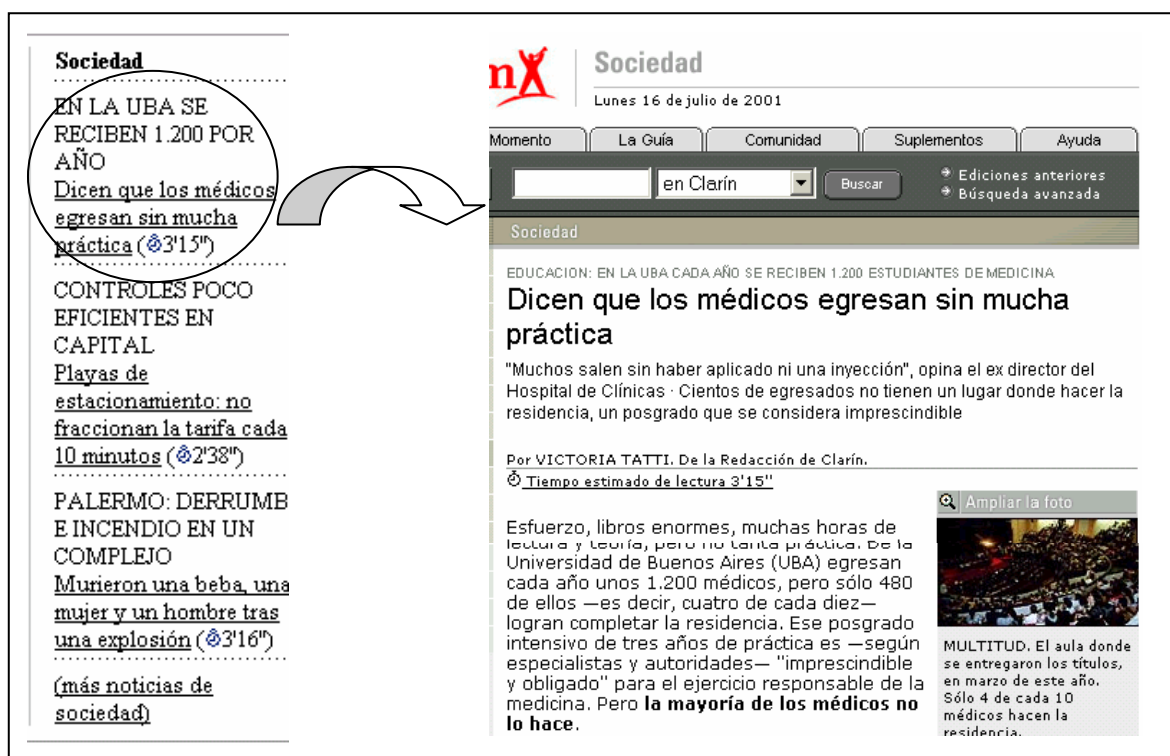 Sociedad
EN LA UBA SE
RECIBEN 1.200 POR
AÑO
Dicen que los médicos
egresan sin mucha
práctica (3'15")
CONTROLES POCO
EFICIENTES EN
CAPITAL
Playas de
estacionamiento: no
fraccionan la tarifa cada
10 minutos (2'38")
PALERMO: DERRUMB
E INCENDIO EN UN
COMPLEJO
Murieron una beba, una
mujer y un hombre tras
una explosión (3'16")
(más noticias de
sociedad)
n
Sociedad
Lunes 16 de julio de 2001
Momento La Guía Comunidad Suplementos Ayuda
en Clarín Buscar
Ediciones anteriores
Búsqueda avanzada
Sociedad
EDUCACION: EN LA UBA CADA AÑO SE RECIBEN 1.200 ESTUDIANTES DE MEDICINA
Dicen que los médicos egresan sin mucha
práctica
"Muchos salen sin haber aplicado ni una inyección", opina el ex director del
Hospital de Clínicas · Cientos de egresados no tienen un lugar donde hacer la
residencia, un posgrado que se considera imprescindible
Por VICTORIA TATTI. De la Redacción de Clarín.
Tiempo estimado de lectura 3'15"
Esfuerzo, libros enormes, muchas horas de
lectura y teoría, pero no tanta práctica. De la
Universidad de Buenos Aires (UBA) egresan
cada año unos 1.200 médicos, pero sólo 480
de ellos —es decir, cuatro de cada diez—
logran completar la residencia. Ese posgrado
intensivo de tres años de práctica es —según
especialistas y autoridades— "imprescindible
y obligado" para el ejercicio responsable de la
medicina. Pero la mayoría de los médicos no
lo hace.
Ampliar la foto
MULTITUD. El aula donde
se entregaron los títulos,
en marzo de este año.
Sólo 4 de cada 10
médicos hacen la
residencia.